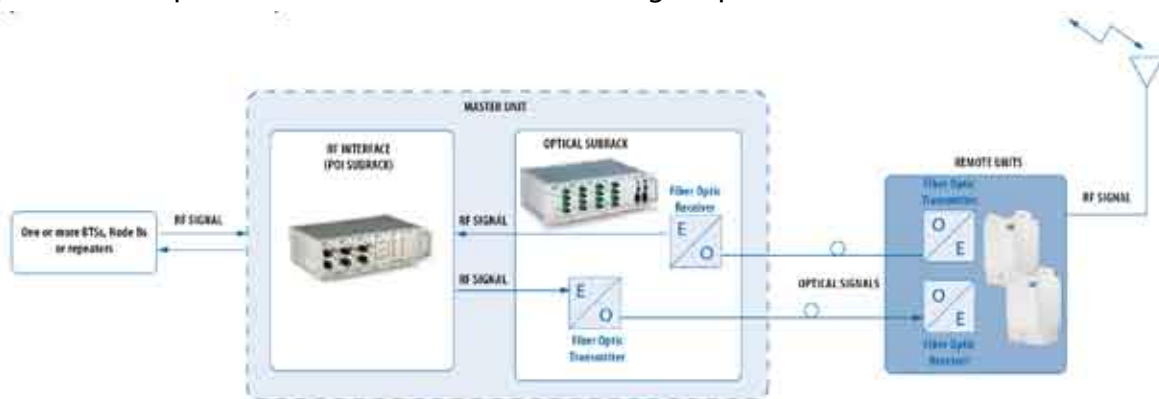 MASTER UNIT
RF INTERFACE
(POI SUBRACK)
OPTICAL SUBRACK
Fiber Optic
Receiver
E
O
RF SIGNAL
RF SIGNAL
One or more BTSs, Node Bs
or repeaters
RF SIGNAL
E
O
Fiber Optic
Transmitter
OPTICAL SIGNALS
REMOTE UNITS
Fiber Optic
Transmitter
O
E
O
E
Fiber Optic
Receiver
RF SIGNAL